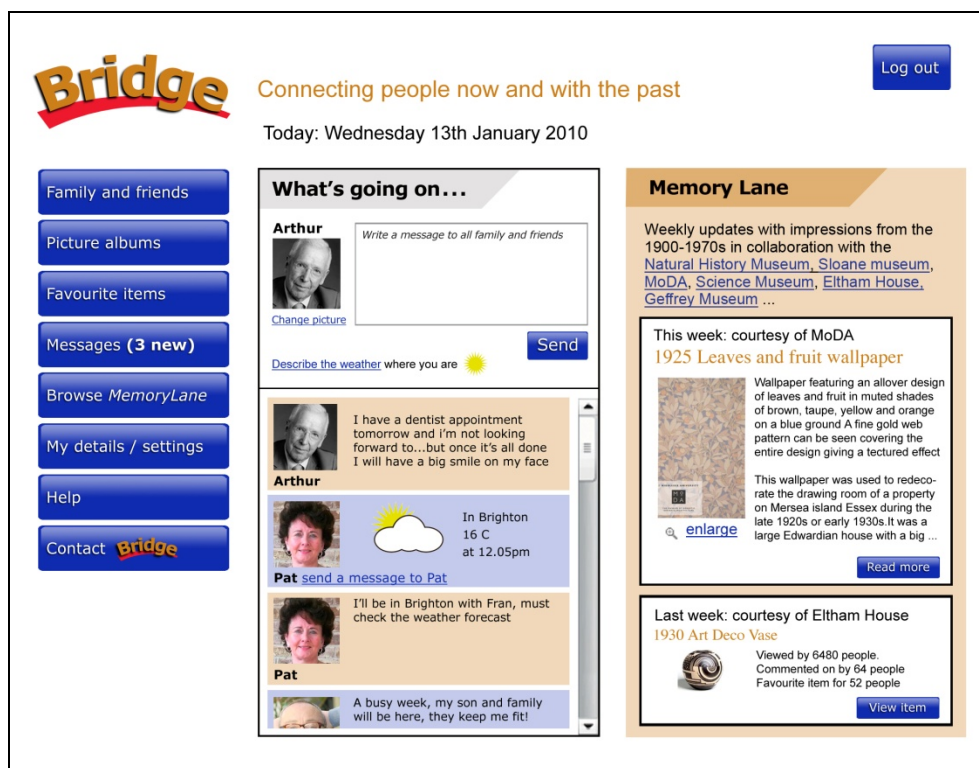 Bridge
Connecting people now and with the past
Log out
Today: Wednesday 13th January 2010
Family and friends
Picture albums
Favourite items
Messages (3 new)
Browse MemoryLane
My details / settings
Help
Contact Bridge
What's going on...
Arthur
Write a message to all family and friends
Change picture
Send
Describe the weather where you are
I have a dentist appointment
tomorrow and i'm not looking
forward to...but once it's all done
I will have a big smile on my face
Arthur
In Brighton
16 C
at 12.05pm
Pat send a message to Pat
I'll be in Brighton with Fran, must
check the weather forecast
Pat
A busy week, my son and family
will be here, they keep me fit!
Memory Lane
Weekly updates with impressions from the
1900-1970s in collaboration with the
Natural History Museum, Sloane museum,
MoDA, Science Museum, Eltham House,
Geffrey Museum ...
This week: courtesy of MoDA
1925 Leaves and fruit wallpaper
Wallpaper featuring an allover design
of leaves and fruit in muted shades
of brown, taupe, yellow and orange
on a blue ground A fine gold web
pattern can be seen covering the
entire design giving a tectured effect
This wallpaper was used to redeco-
rate the drawing room of a property
on Mersea island Essex during the
late 1920s or early 1930s.It was a
large Edwardian house with a big ...
enlarge
Read more
Last week: courtesy of Eltham House
1930 Art Deco Vase
Viewed by 6480 people.
Commented on by 64 people
Favourite item for 52 people
View item